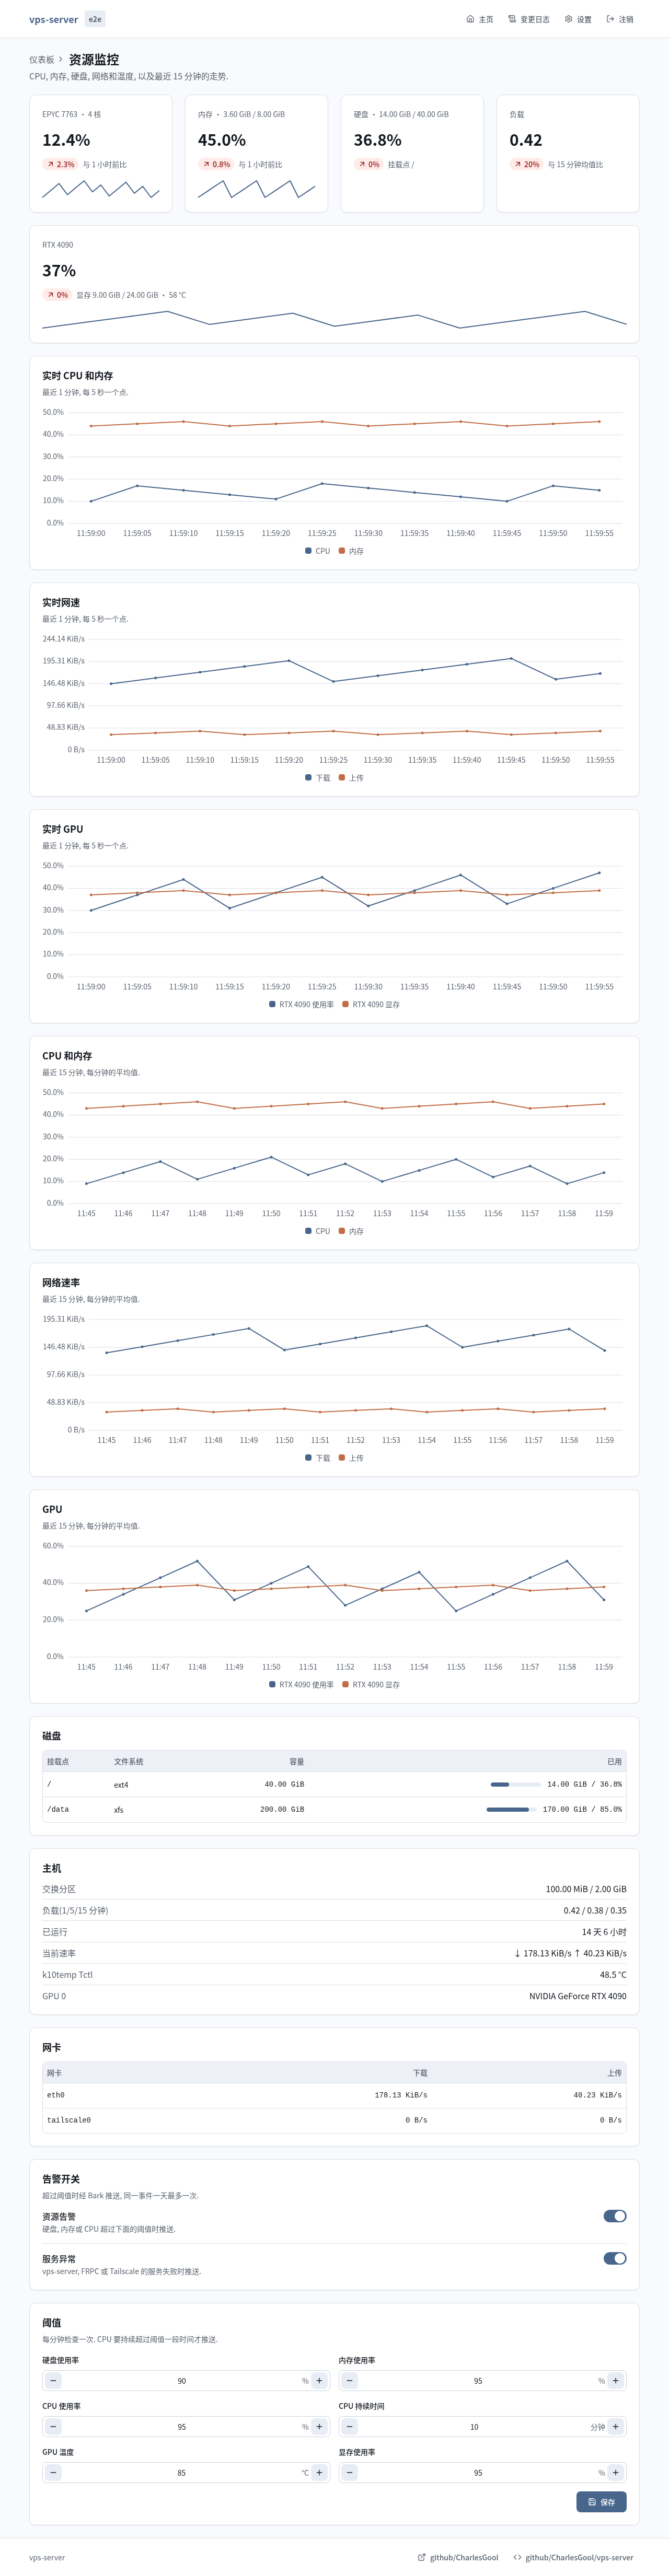 vps-server e2e 主页 变更日志 设置 注销
仪表板 资源监控
CPU, 内存, 硬盘, 网络和温度, 以及最近 15 分钟的走势.
EPYC 7763 • 4 核
12.4%
2.3% 与 1 小时前比
内存 • 3.60 GiB / 8.00 GiB
45.0%
0.8% 与 1 小时前比
硬盘 • 14.00 GiB / 40.00 GiB
36.8%
0% 挂载点 /
负载
0.42
20% 与 15 分钟均值比
RTX 4090
37%
0% 显存 9.00 GiB / 24.00 GiB • 58 °C
实时 CPU 和内存
最近 1 分钟, 每 5 秒一个点.
50.0%
40.0%
30.0%
20.0%
10.0%
0.0%
11:59:00 11:59:05 11:59:10 11:59:15 11:59:20 11:59:25 11:59:30 11:59:35 11:59:40 11:59:45 11:59:50 11:59:55
CPU 内存
实时网速
最近 1 分钟, 每 5 秒一个点.
244.14 KiB/s
195.31 KiB/s
146.48 KiB/s
97.66 KiB/s
48.83 KiB/s
0 B/s
11:59:00 11:59:05 11:59:10 11:59:15 11:59:20 11:59:25 11:59:30 11:59:35 11:59:40 11:59:45 11:59:50 11:59:55
下载 上传
实时 GPU
最近 1 分钟, 每 5 秒一个点.
50.0%
40.0%
30.0%
20.0%
10.0%
0.0%
11:59:00 11:59:05 11:59:10 11:59:15 11:59:20 11:59:25 11:59:30 11:59:35 11:59:40 11:59:45 11:59:50 11:59:55
RTX 4090 使用率 RTX 4090 显存
CPU 和内存
最近 15 分钟, 每分钟的平均值.
50.0%
40.0%
30.0%
20.0%
10.0%
0.0%
11:45 11:46 11:47 11:48 11:49 11:50 11:51 11:52 11:53 11:54 11:55 11:56 11:57 11:58 11:59
CPU 内存
网络速率
最近 15 分钟, 每分钟的平均值.
195.31 KiB/s
146.48 KiB/s
97.66 KiB/s
48.83 KiB/s
0 B/s
11:45 11:46 11:47 11:48 11:49 11:50 11:51 11:52 11:53 11:54 11:55 11:56 11:57 11:58 11:59
下载 上传
GPU
最近 15 分钟, 每分钟的平均值.
60.0%
40.0%
20.0%
0.0%
11:45 11:46 11:47 11:48 11:49 11:50 11:51 11:52 11:53 11:54 11:55 11:56 11:57 11:58 11:59
RTX 4090 使用率 RTX 4090 显存
磁盘
挂载点 文件系统 容量 已用
/ ext4 40.00 GiB 14.00 GiB / 36.8%
/data xfs 200.00 GiB 170.00 GiB / 85.0%
主机
交换分区 100.00 MiB / 2.00 GiB
负载(1/5/15 分钟) 0.42 / 0.38 / 0.35
已运行 14 天 6 小时
当前速率 ↓ 178.13 KiB/s ↑ 40.23 KiB/s
k10temp Tctl 48.5 °C
GPU 0 NVIDIA GeForce RTX 4090
网卡
网卡 下载 上传
eth0 178.13 KiB/s 40.23 KiB/s
tailscale0 0 B/s 0 B/s
告警开关
超过阈值时经 Bark 推送, 同一事件一天最多一次.
资源告警
硬盘, 内存或 CPU 超过下面的阈值时推送.
服务异常
vps-server, FRPC 或 Tailscale 的服务失败时推送.
阈值
每分钟检查一次. CPU 要持续超过阈值一段时间才推送.
硬盘使用率 内存使用率
− 90 % + − 95 % +
CPU 使用率 CPU 持续时间
− 95 % + − 10 分钟 +
GPU 温度 显存使用率
− 85 °C + − 95 % +
保存
vps-server github/CharlesGool github/CharlesGool/vps-server